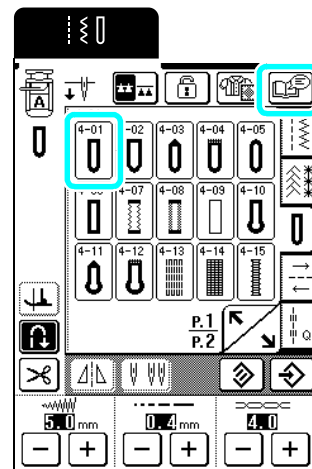 A
4-01 -02 4-03 4-04 4-05
4-07 4-08 4-09 4-10
4-11 4-12 4-13 4-14 4-15
P.1
P.2
Q
5.0 mm 0.4 mm 4.0
− + − + − +